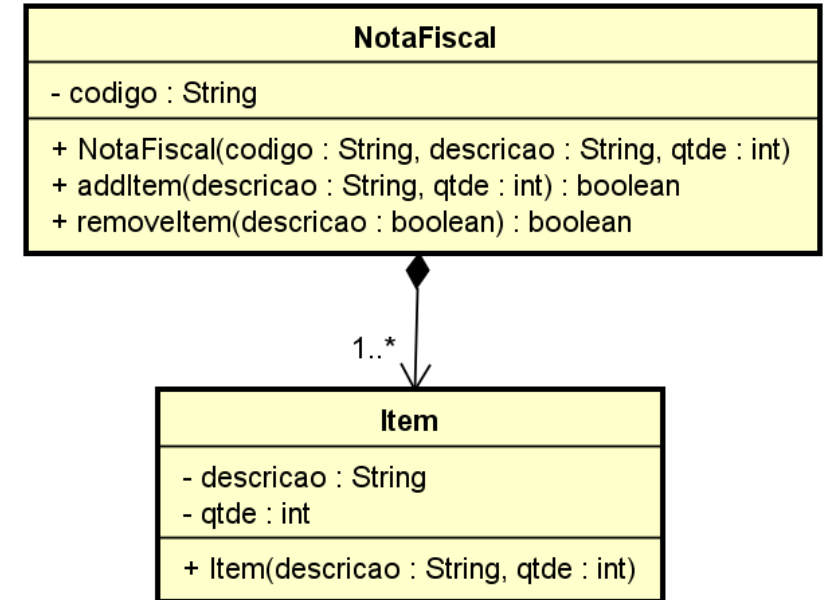 NotaFiscal
- codigo : String
+ NotaFiscal(codigo : String, descricao : String, qtde : int)
+ addItem(descricao : String, qtde : int) : boolean
+ removeItem(descricao : boolean) : boolean
1..*
Item
- descricao : String
- qtde : int
+ Item(descricao : String, qtde : int)